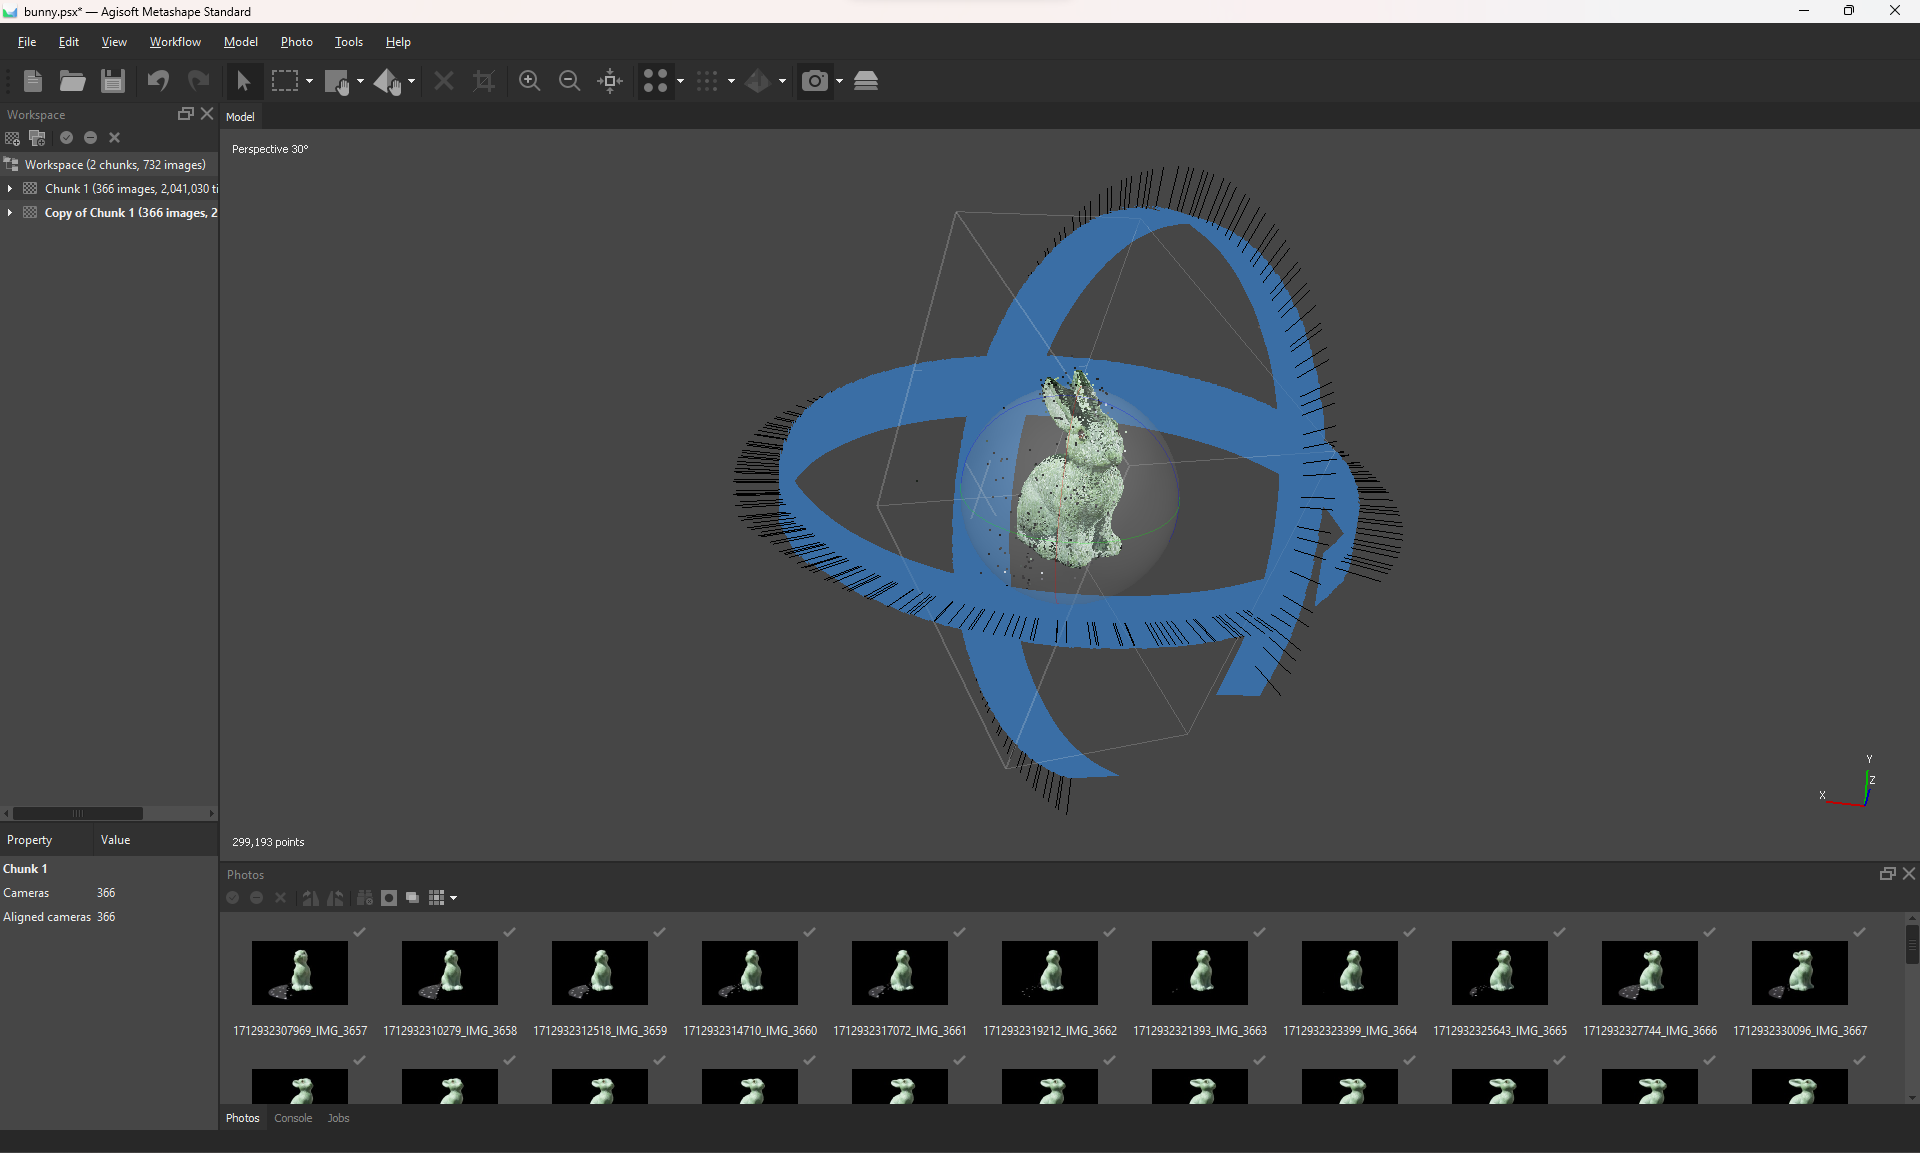 bunny.psx* — Agisoft Metashape Standard
File Edit View Workflow Model Photo Tools Help
Workspace
Model
Perspective 30°
Workspace (2 chunks, 732 images)
Chunk 1 (366 images, 2,041,030 ti
Copy of Chunk 1 (366 images, 2
Y
Z
X
299,193 points
Property Value
Chunk 1
Cameras 366
Aligned cameras 366
Photos
1712932307969_IMG_3657 1712932310279_IMG_3658 1712932312518_IMG_3659 1712932314710_IMG_3660 1712932317072_IMG_3661 1712932319212_IMG_3662 1712932321393_IMG_3663 1712932323399_IMG_3664 1712932325643_IMG_3665 1712932327744_IMG_3666 1712932330096_IMG_3667
Photos Console Jobs